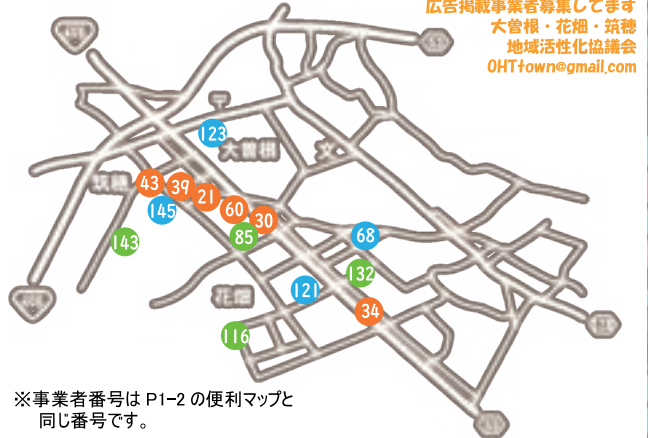 広告掲載事業者募集してます
大曽根・花畑・筑穂
地域活性化協議会
OHTtown@gmail.com
123
大曽根
文
筑穂
43
39
21
145
60
30
143
85
68
132
121
花畑
34
116
※事業者番号は P1-2 の便利マップと
同じ番号です。